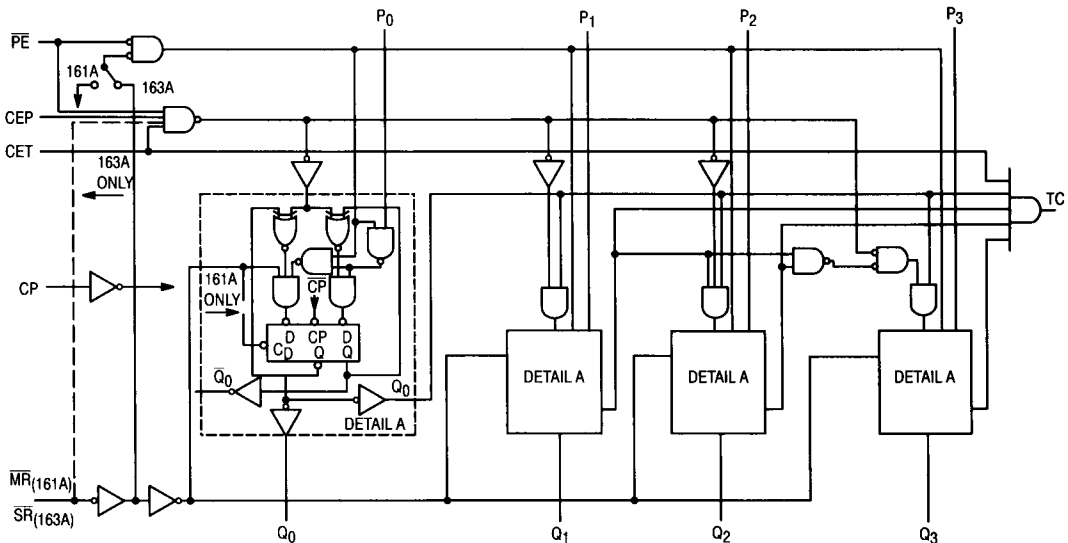 P0
P1
P2
P3
PE
161A
163A
CEP
CET
163A
ONLY
TC
161A
ONLY
CP
CP
D CP D
CD Q Q
Q0
Q0
DETAIL A
DETAIL A
DETAIL A
DETAIL A
MR(161A)
SR(163A)
Q0
Q1
Q2
Q3